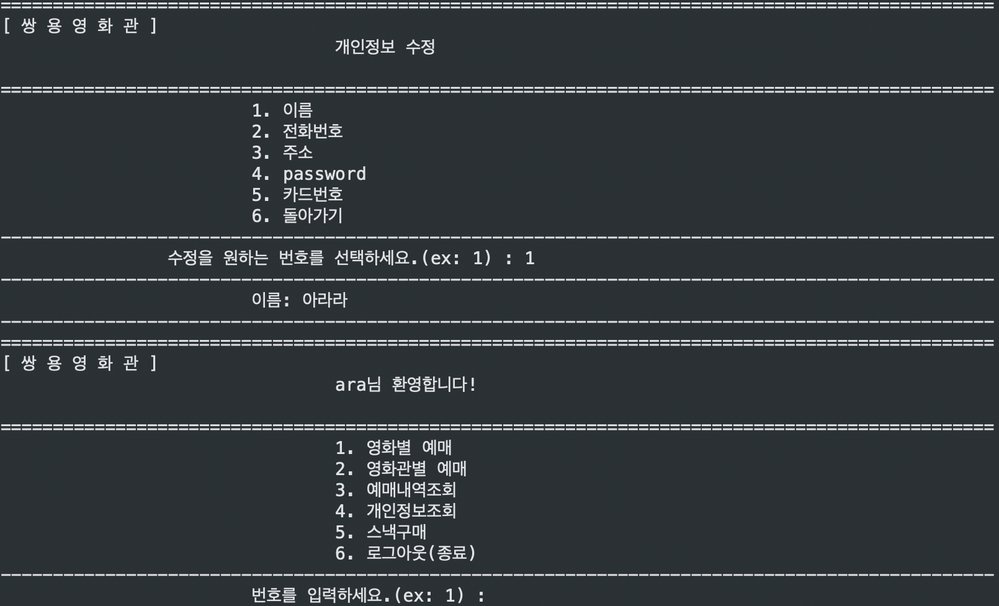 ====================================================================================================
[ 쌍 용 영 화 관 ]
개인정보 수정
====================================================================================================
1. 이름
2. 전화번호
3. 주소
4. password
5. 카드번호
6. 돌아가기
----------------------------------------------------------------------------------------------------
수정을 원하는 번호를 선택하세요.(ex: 1) : 1
----------------------------------------------------------------------------------------------------
이름: 아라라
----------------------------------------------------------------------------------------------------
====================================================================================================
[ 쌍 용 영 화 관 ]
ara님 환영합니다!
====================================================================================================
1. 영화별 예매
2. 영화관별 예매
3. 예매내역조회
4. 개인정보조회
5. 스낵구매
6. 로그아웃(종료)
----------------------------------------------------------------------------------------------------
번호를 입력하세요.(ex: 1) :